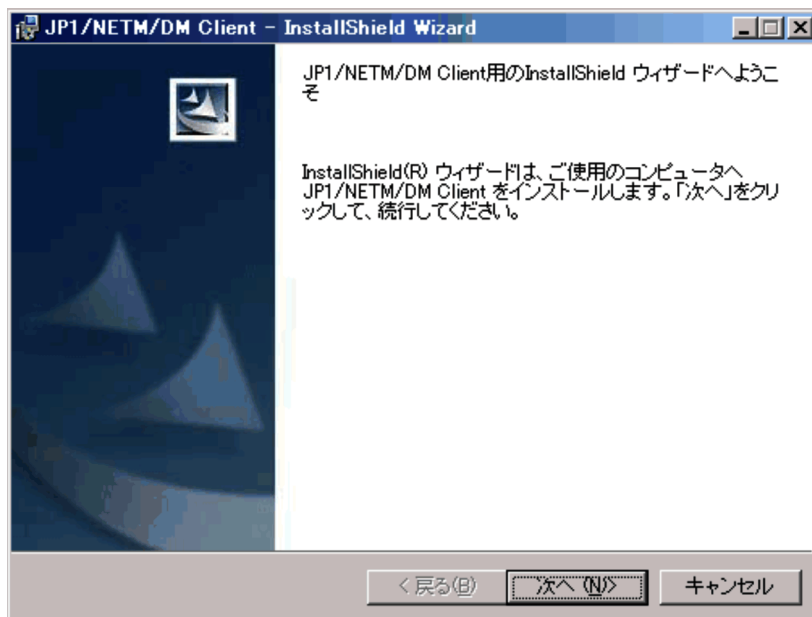 JP1/NETM/DM Client - InstallShield Wizard
JP1/NETM/DM Client用のInstallShield ウィザードへようこ
そ
InstallShield(R) ウィザードは、ご使用のコンピュータへ
JP1/NETM/DM Client をインストールします。「次へ」をクリ
ックして、続行してください。
< 戻る(B) 次へ (N)> キャンセル